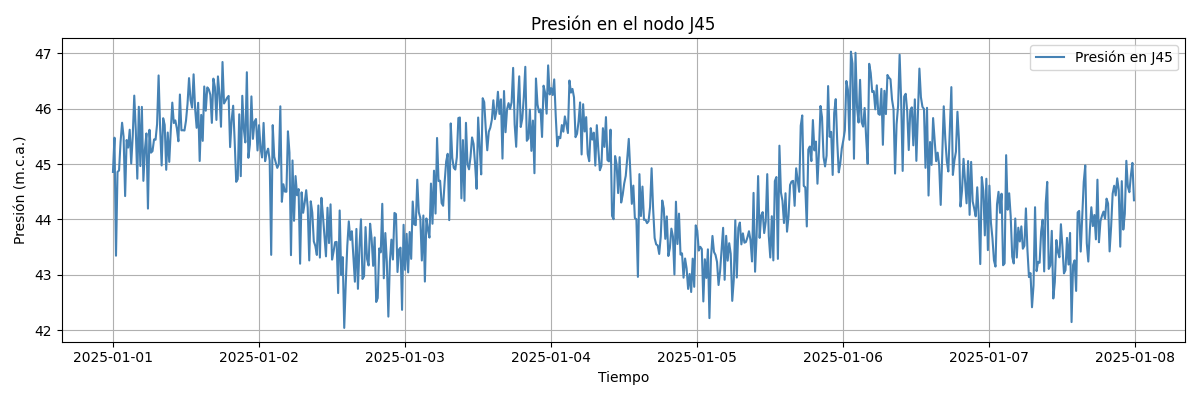 Presión en el nodo J45
Presión en J45
Presión (m.c.a.)
47
46
45
44
43
42
2025-01-01 2025-01-02 2025-01-03 2025-01-04 2025-01-05 2025-01-06 2025-01-07 2025-01-08
Tiempo